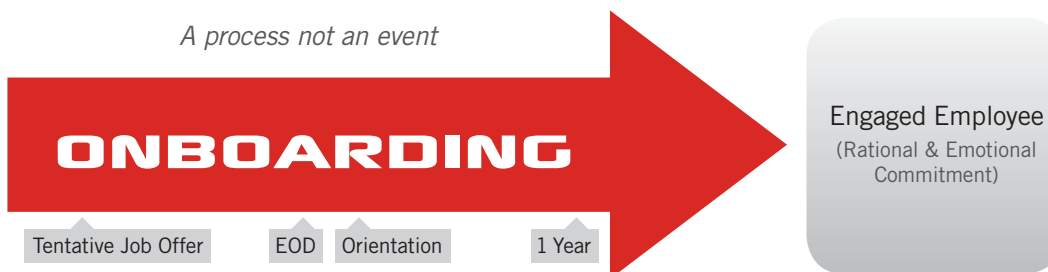 A process not an event
ONBOARDING
Tentative Job Offer
EOD
Orientation
1 Year
Engaged Employee
(Rational & Emotional
Commitment)